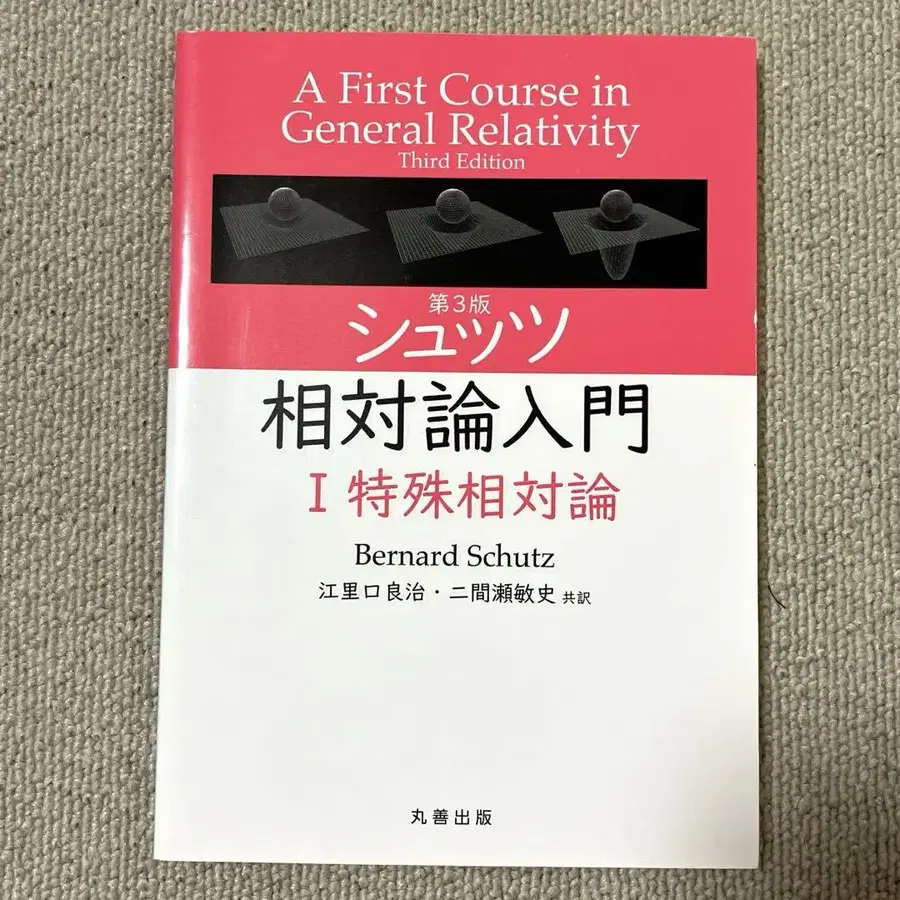 A First Course in
General Relativity
Third Edition
第3版
シュッツ
相対論入門
I 特殊相対論
Bernard Schutz
江里口良治・二間瀬敏史 共訳
丸善出版